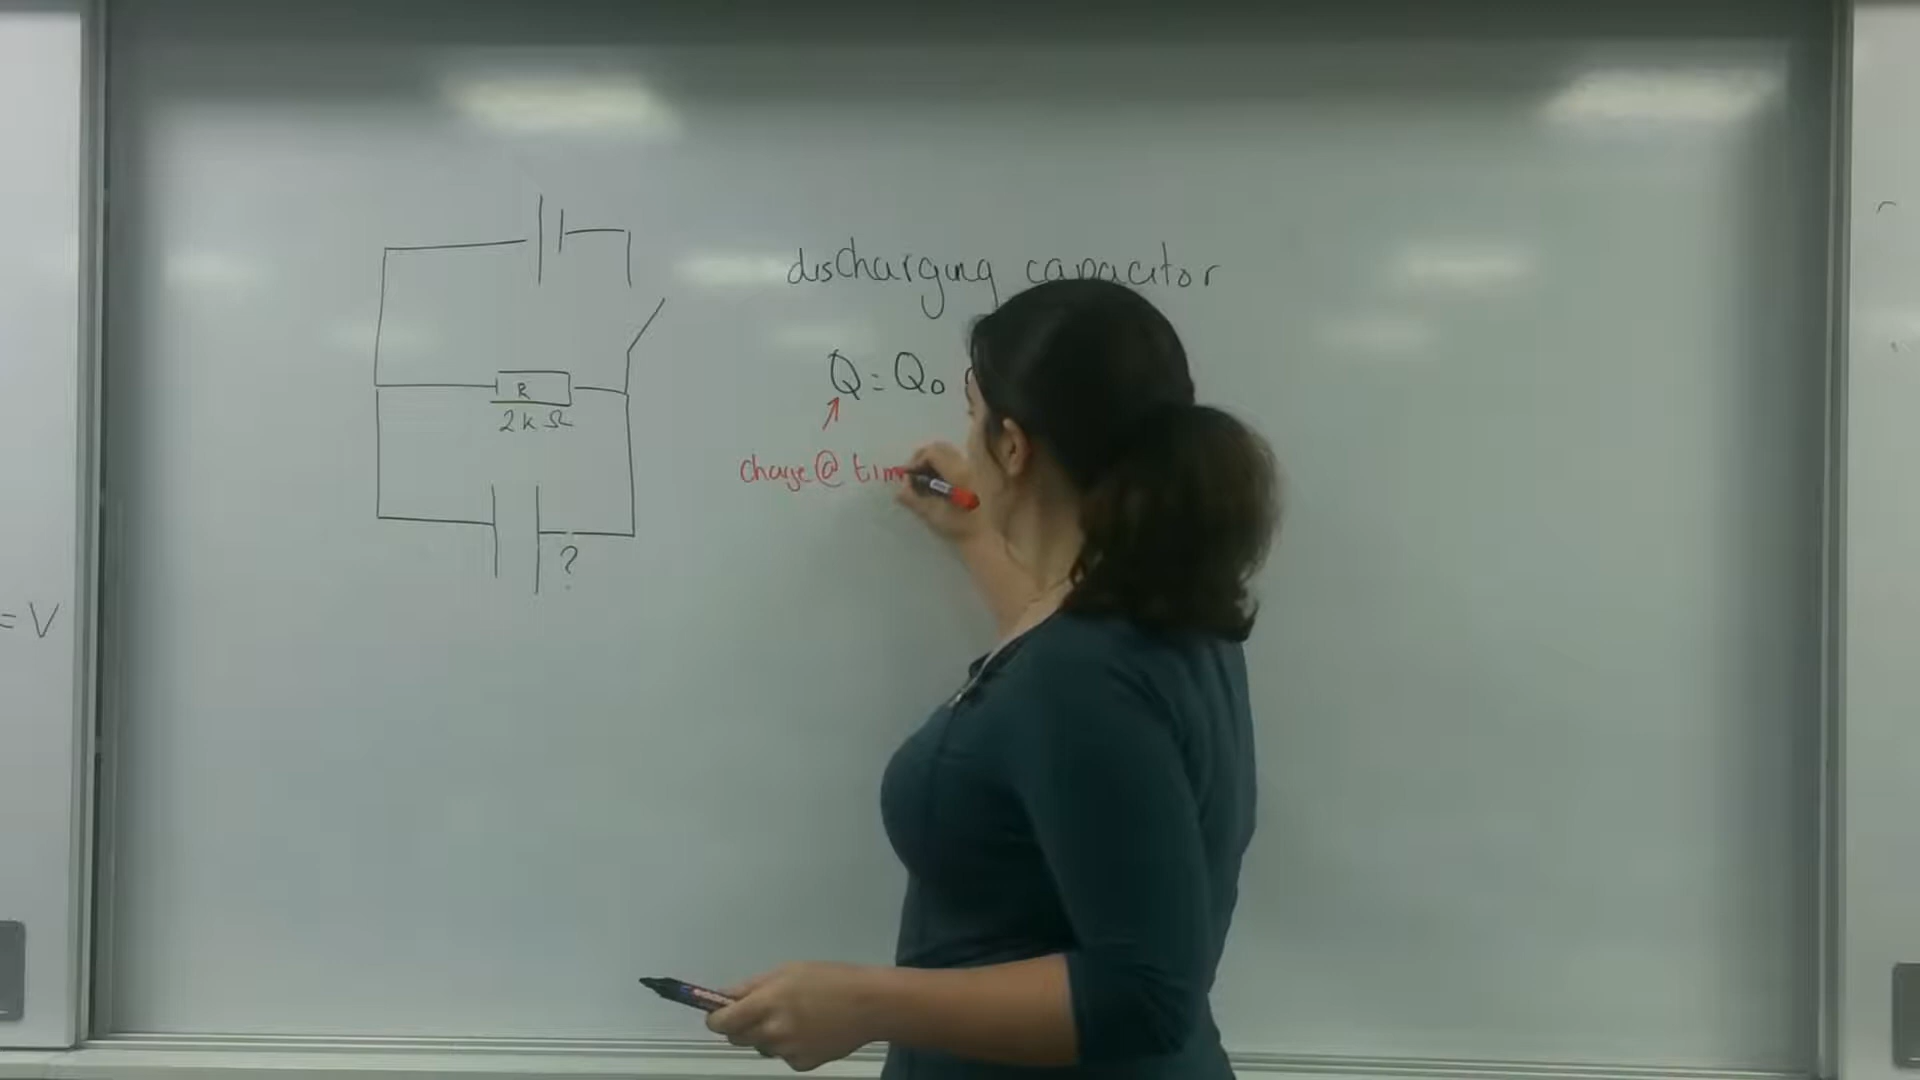 discharging capacitor
Q = Q₀
charge @ tim
R
2kΩ
?
= V